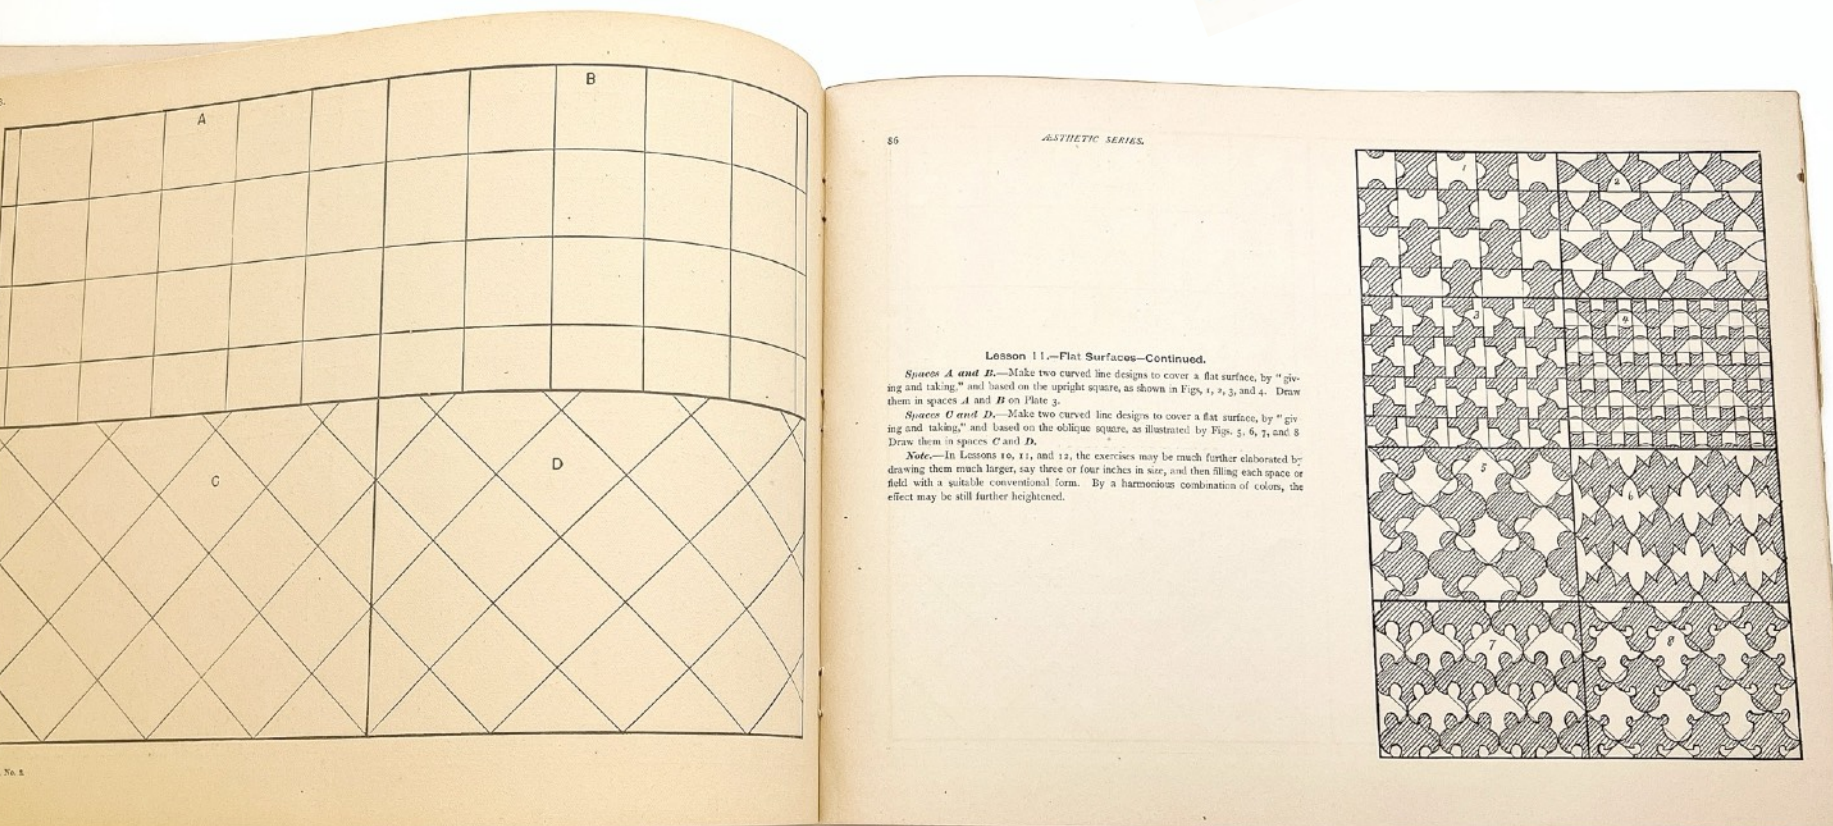 3.
A
B
C
D
No. 2
86
ÆSTHETIC SERIES.
Lesson 11.—Flat Surfaces—Continued.
Spaces A and B.—Make two curved line designs to cover a flat surface, by "giv-
ing and taking," and based on the upright square, as shown in Figs, 1, 2, 3, and 4. Draw
them in spaces A and B on Plate 3.
Spaces C and D.—Make two curved line designs to cover a flat surface, by "giv
ing and taking," and based on the oblique square, as illustrated by Figs. 5, 6, 7, and 8
Draw them in spaces C and D.
Note.—In Lessons 10, 11, and 12, the exercises may be much further elaborated by
drawing them much larger, say three or four inches in size, and then filling each space or
field with a suitable conventional form. By a harmonious combination of colors, the
effect may be still further heightened.
1
2
3
4
5
6
7
8